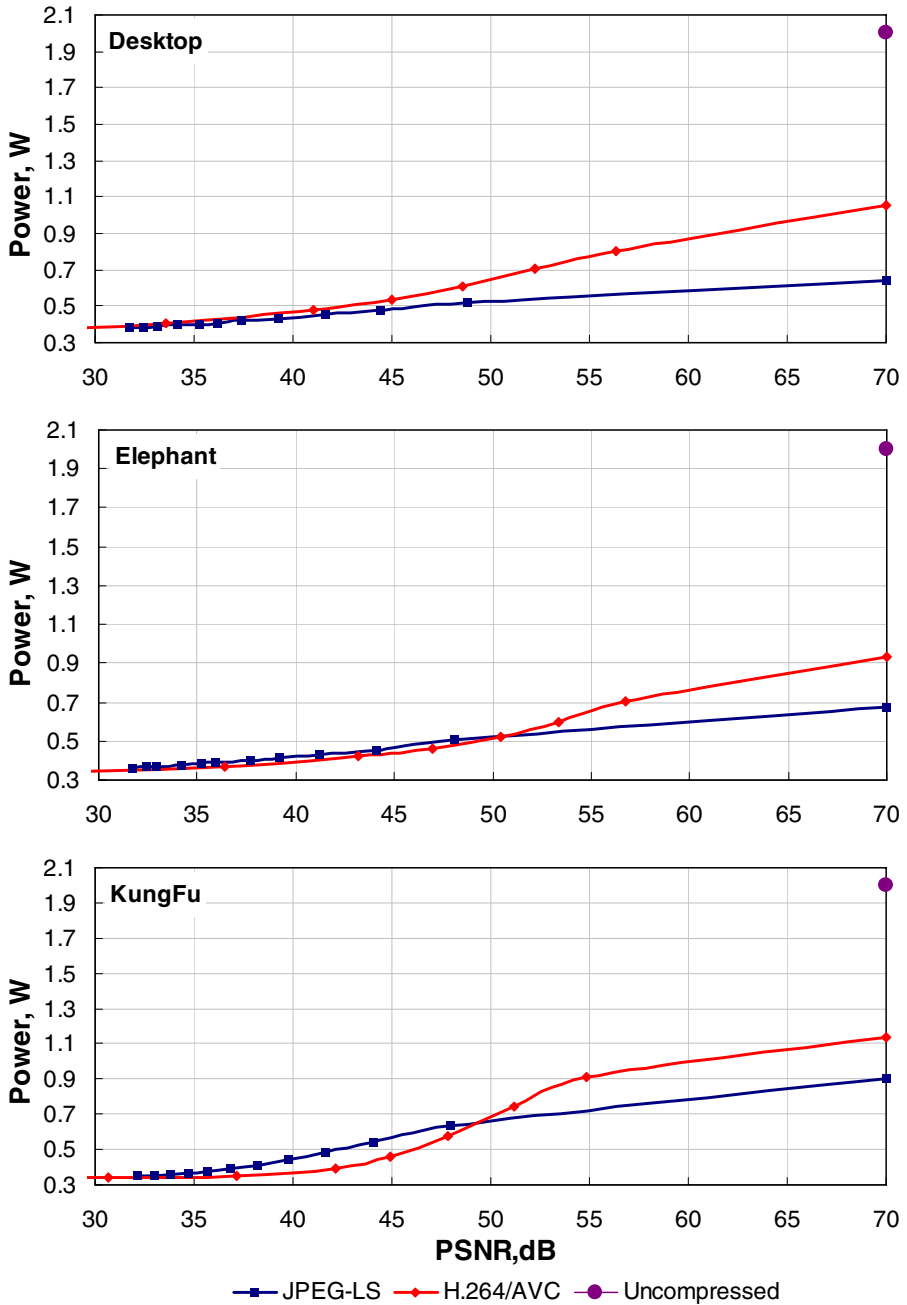 2.1
1.9
1.7
1.5
1.3
1.1
0.9
0.7
0.5
0.3
Power, W
Desktop
30 35 40 45 50 55 60 65 70
2.1
1.9
1.7
1.5
1.3
1.1
0.9
0.7
0.5
0.3
Power, W
Elephant
30 35 40 45 50 55 60 65 70
2.1
1.9
1.7
1.5
1.3
1.1
0.9
0.7
0.5
0.3
Power, W
KungFu
30 35 40 45 50 55 60 65 70
PSNR,dB
JPEG-LS H.264/AVC Uncompressed